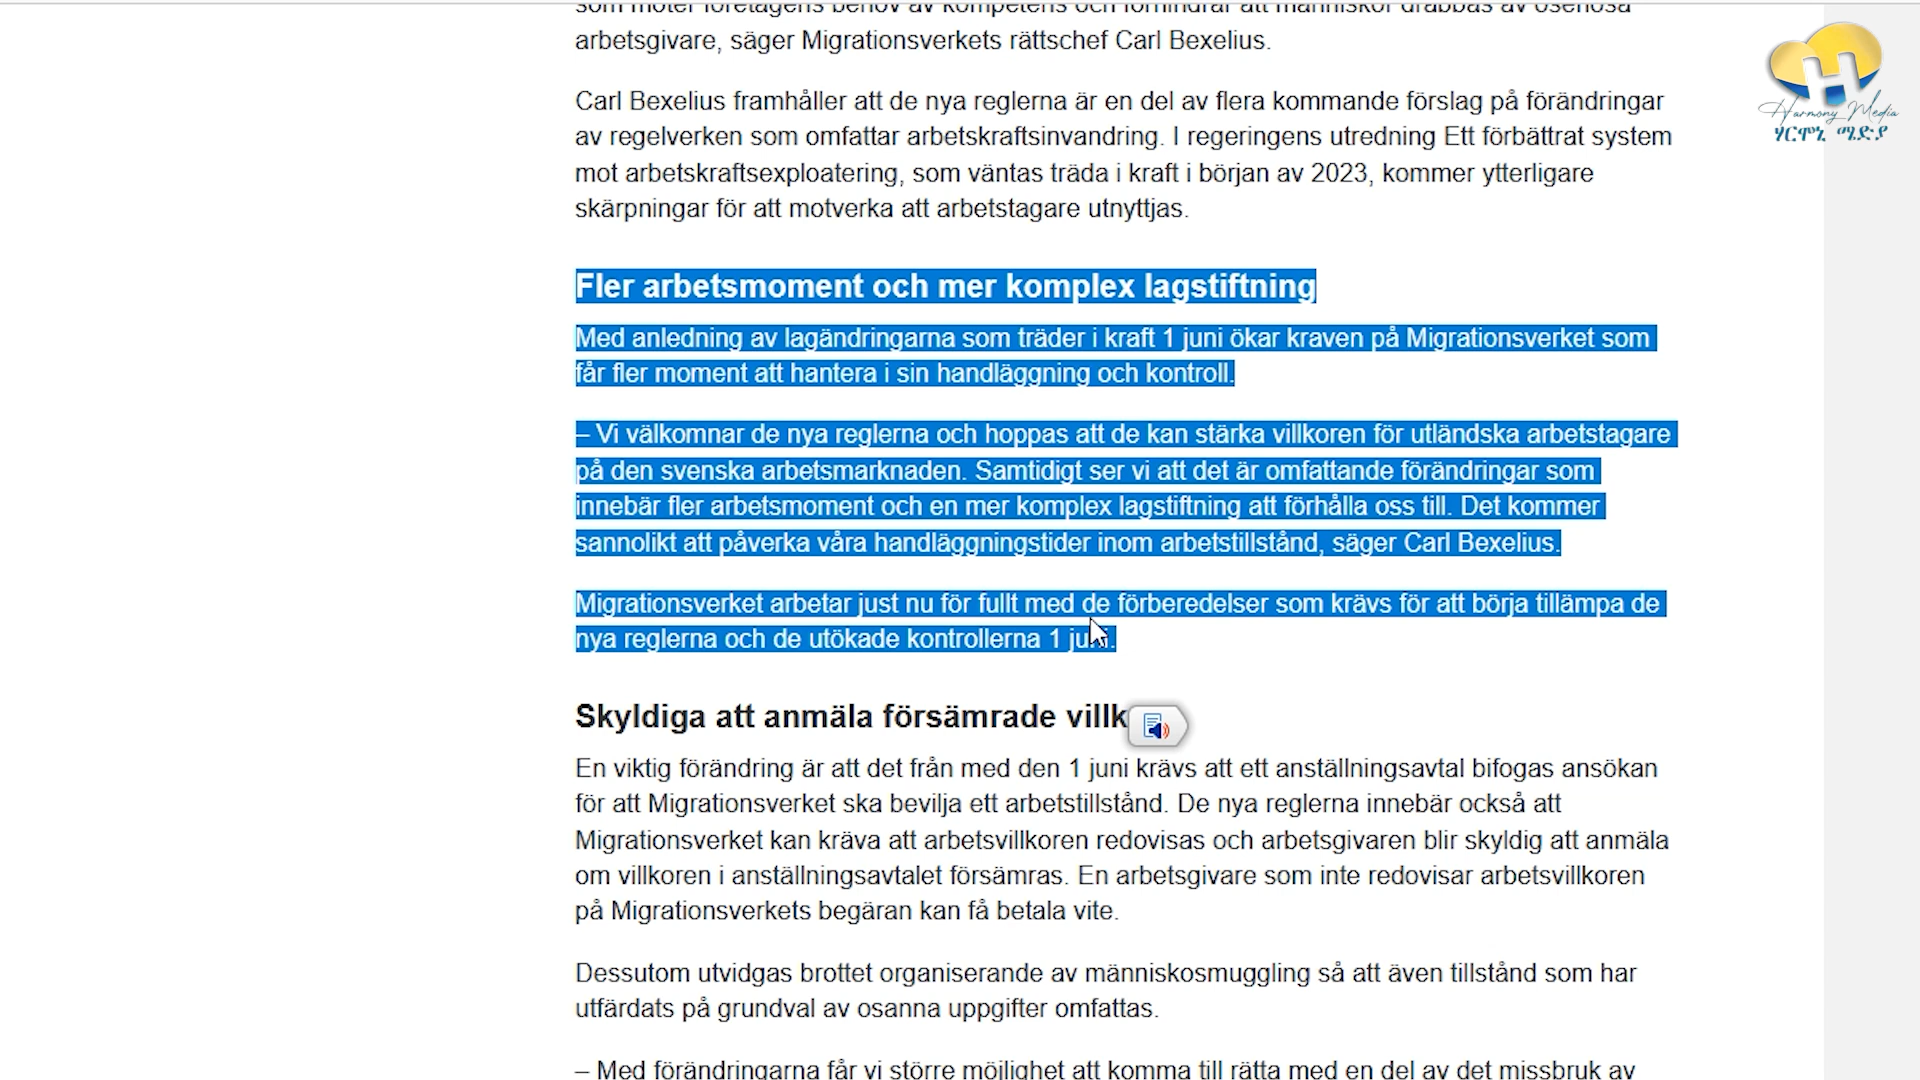 som möter företagens behov av kompetens och förhindrar att människor drabbas av oseriösa
arbetsgivare, säger Migrationsverkets rättschef Carl Bexelius.
Carl Bexelius framhåller att de nya reglerna är en del av flera kommande förslag på förändringar
av regelverken som omfattar arbetskraftsinvandring. I regeringens utredning Ett förbättrat system
mot arbetskraftsexploatering, som väntas träda i kraft i början av 2023, kommer ytterligare
skärpningar för att motverka att arbetstagare utnyttjas.
Fler arbetsmoment och mer komplex lagstiftning
Med anledning av lagändringarna som träder i kraft 1 juni ökar kraven på Migrationsverket som
får fler moment att hantera i sin handläggning och kontroll.
– Vi välkomnar de nya reglerna och hoppas att de kan stärka villkoren för utländska arbetstagare
på den svenska arbetsmarknaden. Samtidigt ser vi att det är omfattande förändringar som
innebär fler arbetsmoment och en mer komplex lagstiftning att förhålla oss till. Det kommer
sannolikt att påverka våra handläggningstider inom arbetstillstånd, säger Carl Bexelius.
Migrationsverket arbetar just nu för fullt med de förberedelser som krävs för att börja tillämpa de
nya reglerna och de utökade kontrollerna 1 juni.
Skyldiga att anmäla försämrade villk
En viktig förändring är att det från med den 1 juni krävs att ett anställningsavtal bifogas ansökan
för att Migrationsverket ska bevilja ett arbetstillstånd. De nya reglerna innebär också att
Migrationsverket kan kräva att arbetsvillkoren redovisas och arbetsgivaren blir skyldig att anmäla
om villkoren i anställningsavtalet försämras. En arbetsgivare som inte redovisar arbetsvillkoren
på Migrationsverkets begäran kan få betala vite.
Dessutom utvidgas brottet organiserande av människosmuggling så att även tillstånd som har
utfärdats på grundval av osanna uppgifter omfattas.
– Med förändringarna får vi större möjlighet att komma till rätta med en del av det missbruk av
Harmony Media
ሃርሞኒ ሚድያ